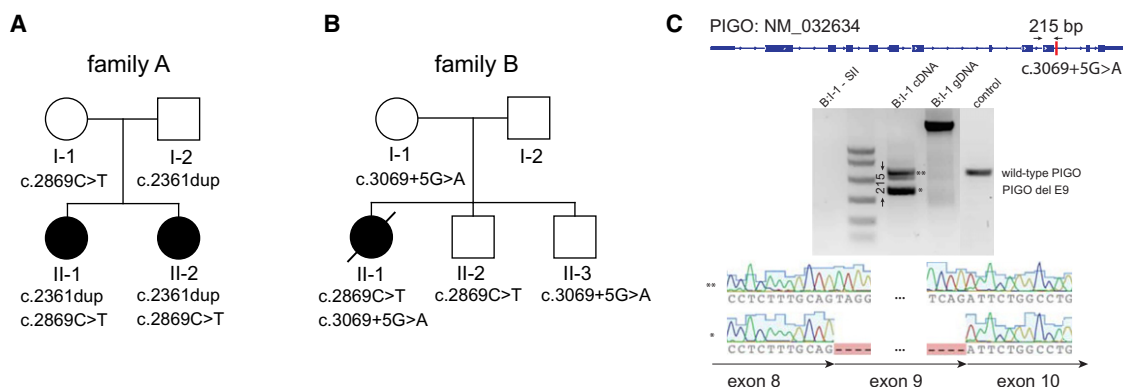 A
family A
I-1
c.2869C>T
I-2
c.2361dup
II-1
c.2361dup
c.2869C>T
II-2
c.2361dup
c.2869C>T
B
family B
I-1
c.3069+5G>A
I-2
II-1
c.2869C>T
c.3069+5G>A
II-2
c.2869C>T
II-3
c.3069+5G>A
C
PIGO: NM_032634
215 bp
c.3069+5G>A
B:I-1 - SII
B:I-1 cDNA
B:I-1 gDNA
control
215
**
*
wild-type PIGO
PIGO del E9
**
CCTCTTTGCAGTAGG ... TCAGATTCTGGCCTG
*
CCTCTTTGCAG---- ... ----ATTCTGGCCTG
exon 8 exon 9 exon 10